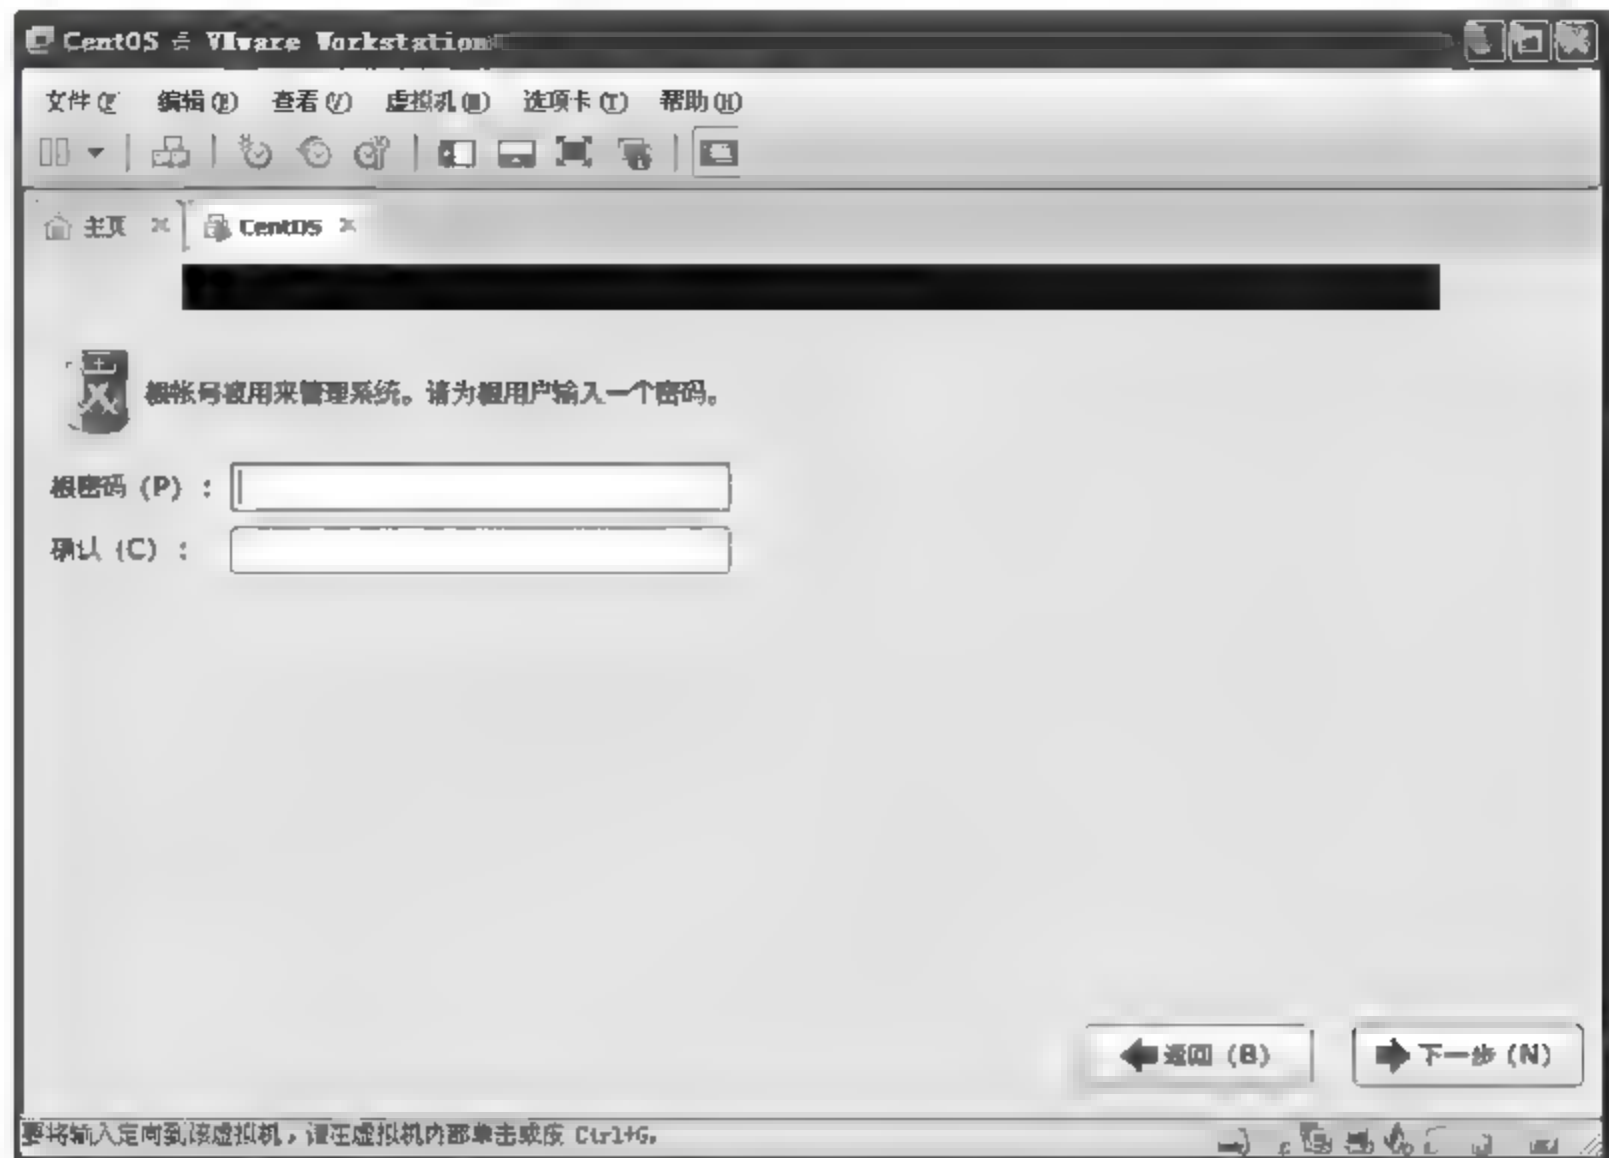 CentOS - VMware Workstation
文件(F) 编辑(E) 查看(V) 虚拟机(M) 选项卡(T) 帮助(H)
主页 CentOS
根帐号被用来管理系统。请为根用户输入一个密码。
根密码 (P) :
确认 (C) :
返回 (B) 下一步 (N)
要将输入定向到该虚拟机，请在虚拟机内部单击或按 Ctrl+G。